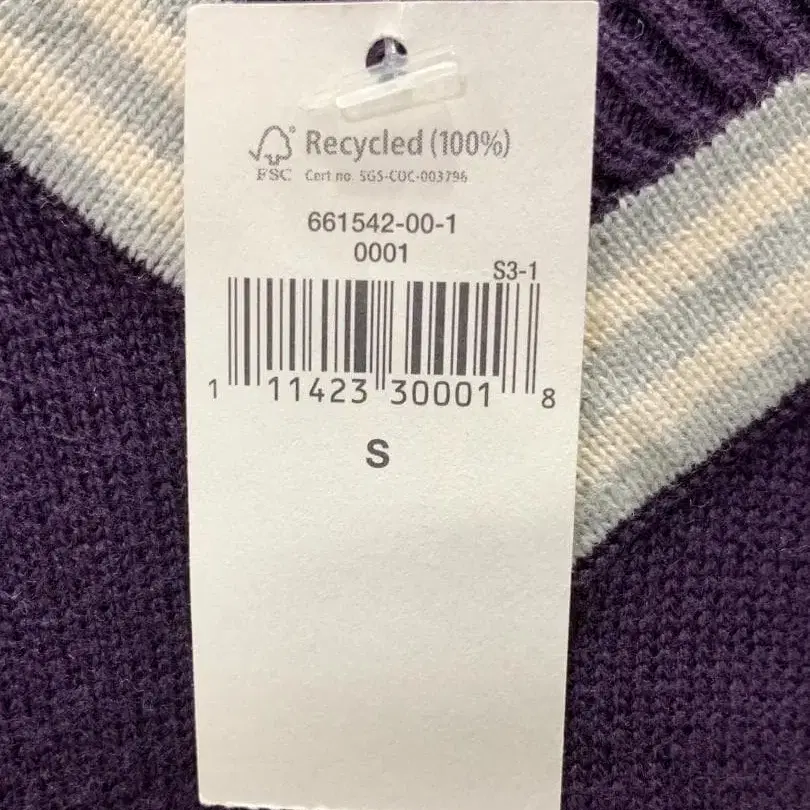 Recycled (100%)
FSC Cert no. SGS-COC-003796
661542-00-1
0001
S3-1
1 11423 30001 8
S